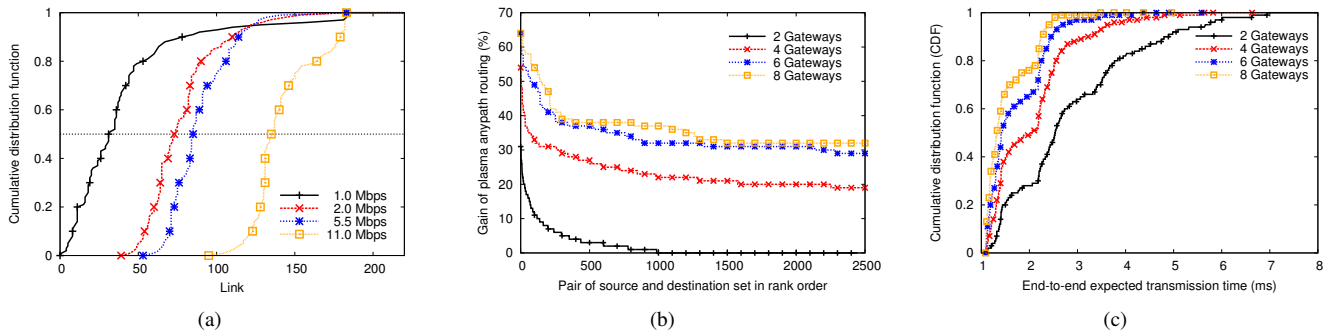 Cumulative distribution function
1
0.8
0.6
0.4
0.2
0
0 50 100 150 200
Link
1.0 Mbps
2.0 Mbps
5.5 Mbps
11.0 Mbps
(a)
Gain of plasma anypath routing (%)
70
60
50
40
30
20
10
0
0 500 1000 1500 2000 2500
Pair of source and destination set in rank order
2 Gateways
4 Gateways
6 Gateways
8 Gateways
(b)
Cumulative distribution function (CDF)
1
0.8
0.6
0.4
0.2
0
1 2 3 4 5 6 7 8
End-to-end expected transmission time (ms)
2 Gateways
4 Gateways
6 Gateways
8 Gateways
(c)